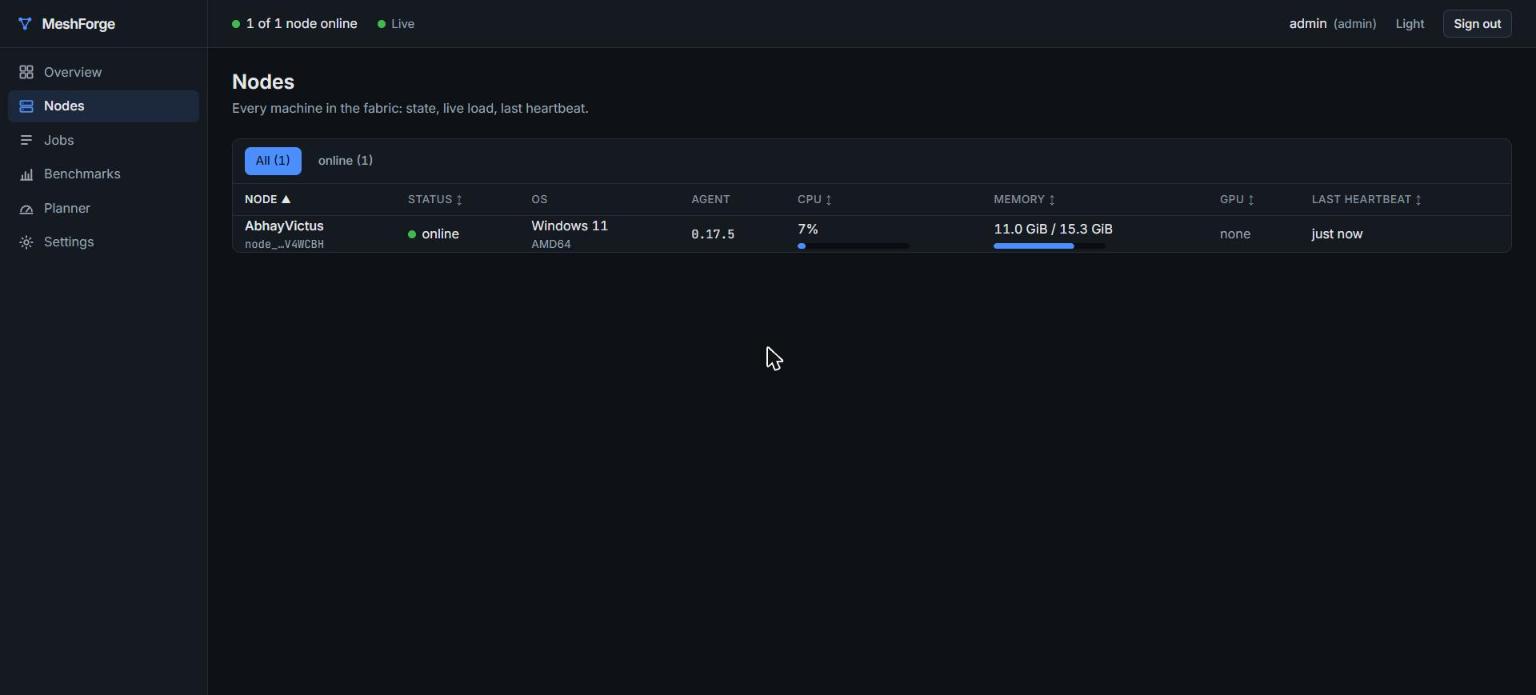 MeshForge
1 of 1 node online
Live
admin (admin)
Light
Sign out
Overview
Nodes
Jobs
Benchmarks
Planner
Settings
Nodes
Every machine in the fabric: state, live load, last heartbeat.
All (1)
online (1)
NODE ▲ STATUS ↕ OS AGENT CPU ↕ MEMORY ↕ GPU ↕ LAST HEARTBEAT ↕
AbhayVictus
node_…V4WCBH
online
Windows 11
AMD64
0.17.5
7%
11.0 GiB / 15.3 GiB
none
just now